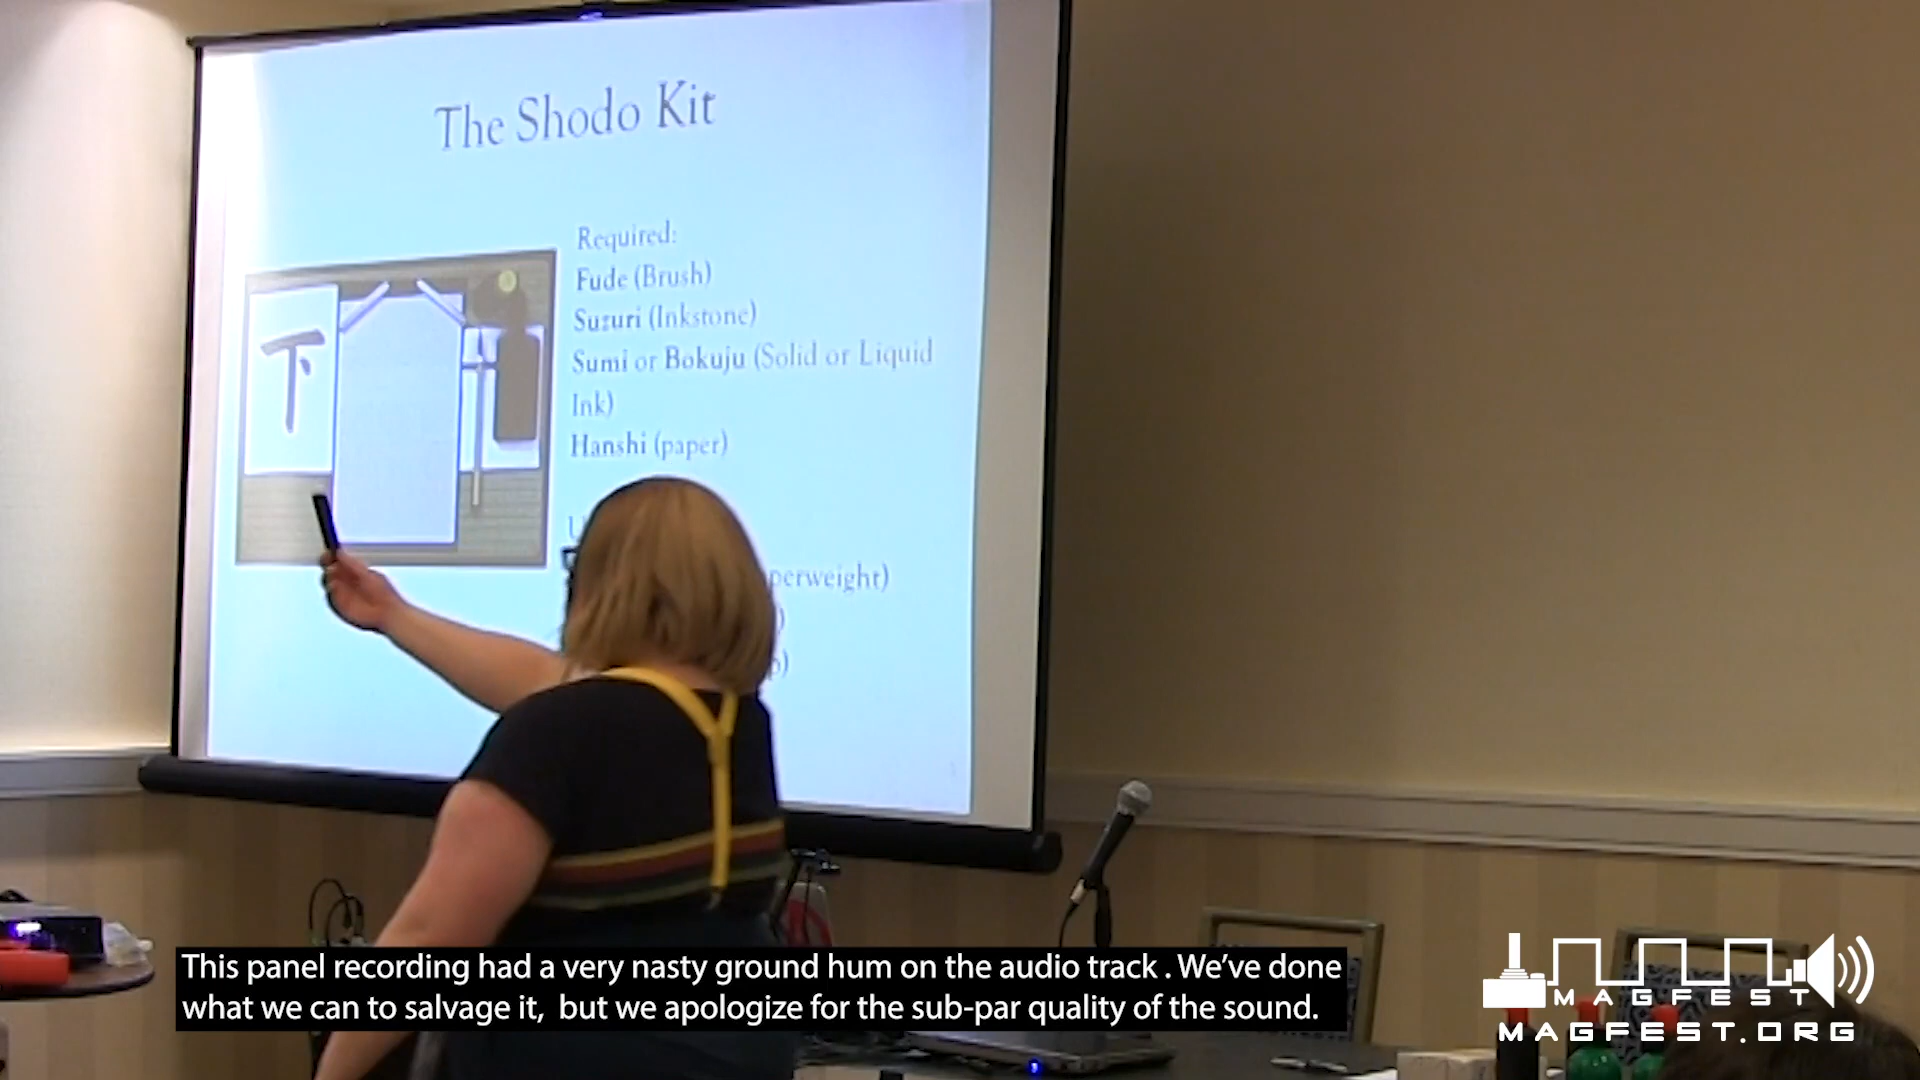 The Shodo Kit
Required:
Fude (Brush)
Suzuri (Inkstone)
Sumi or Bokuju (Solid or Liquid
Ink)
Hanshi (paper)
下
This panel recording had a very nasty ground hum on the audio track . We've done
what we can to salvage it, but we apologize for the sub-par quality of the sound.
MAGFEST
MAGFEST.ORG